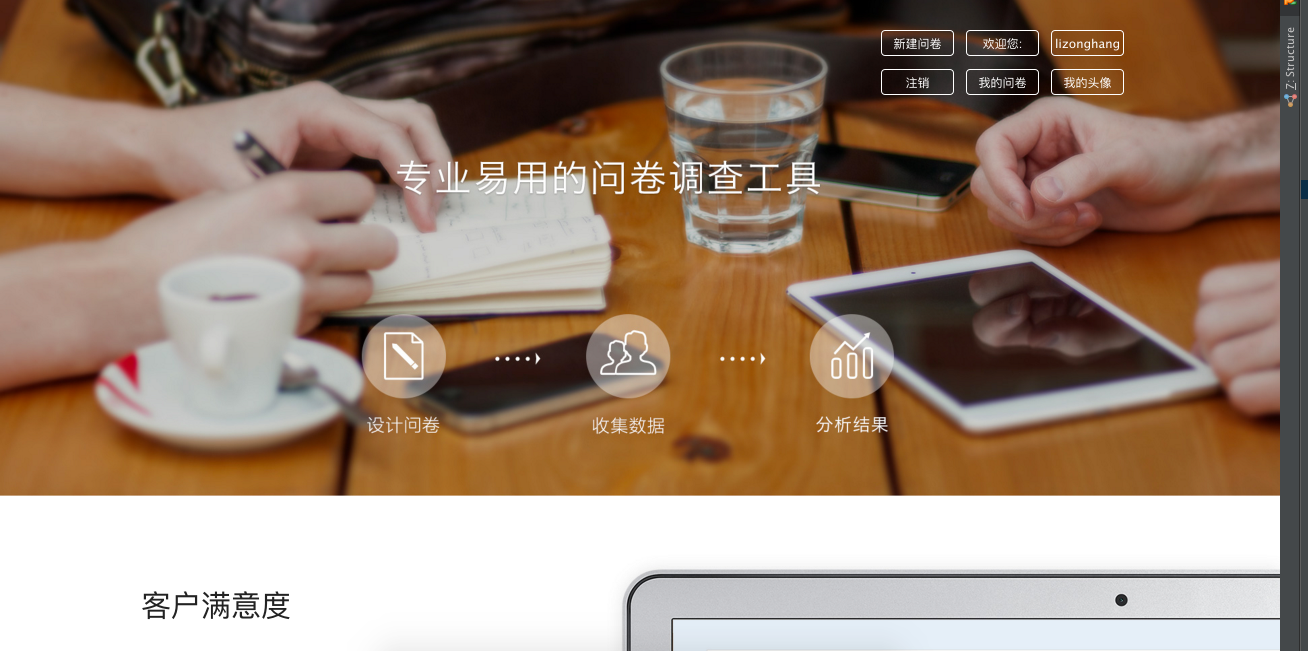 新建问卷 欢迎您: lizonghang
注销 我的问卷 我的头像
专业易用的问卷调查工具
设计问卷 收集数据 分析结果
客户满意度
Z: Structure